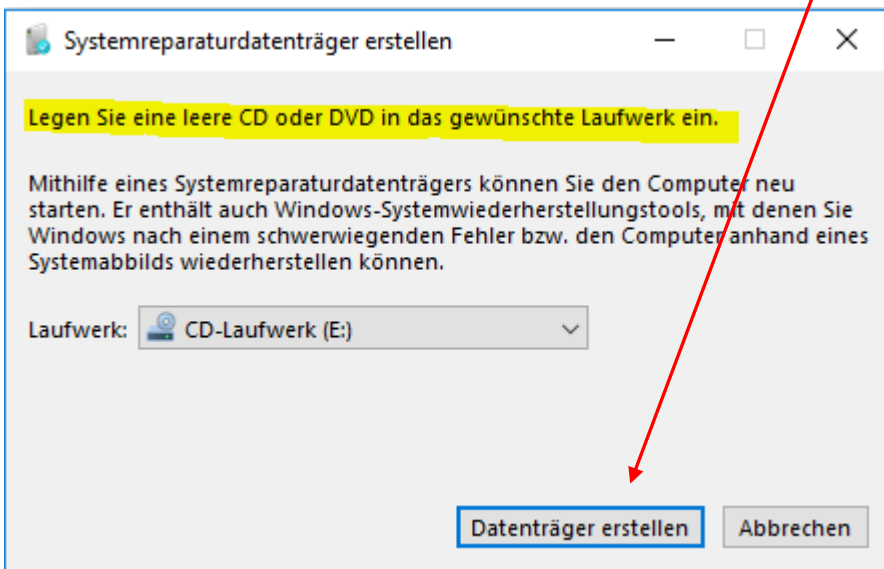 Systemreparaturdatenträger erstellen
Legen Sie eine leere CD oder DVD in das gewünschte Laufwerk ein.
Mithilfe eines Systemreparaturdatenträgers können Sie den Computer neu
starten. Er enthält auch Windows-Systemwiederherstellungstools, mit denen Sie
Windows nach einem schwerwiegenden Fehler bzw. den Computer anhand eines
Systemabbilds wiederherstellen können.
Laufwerk: CD-Laufwerk (E:)
Datenträger erstellen Abbrechen